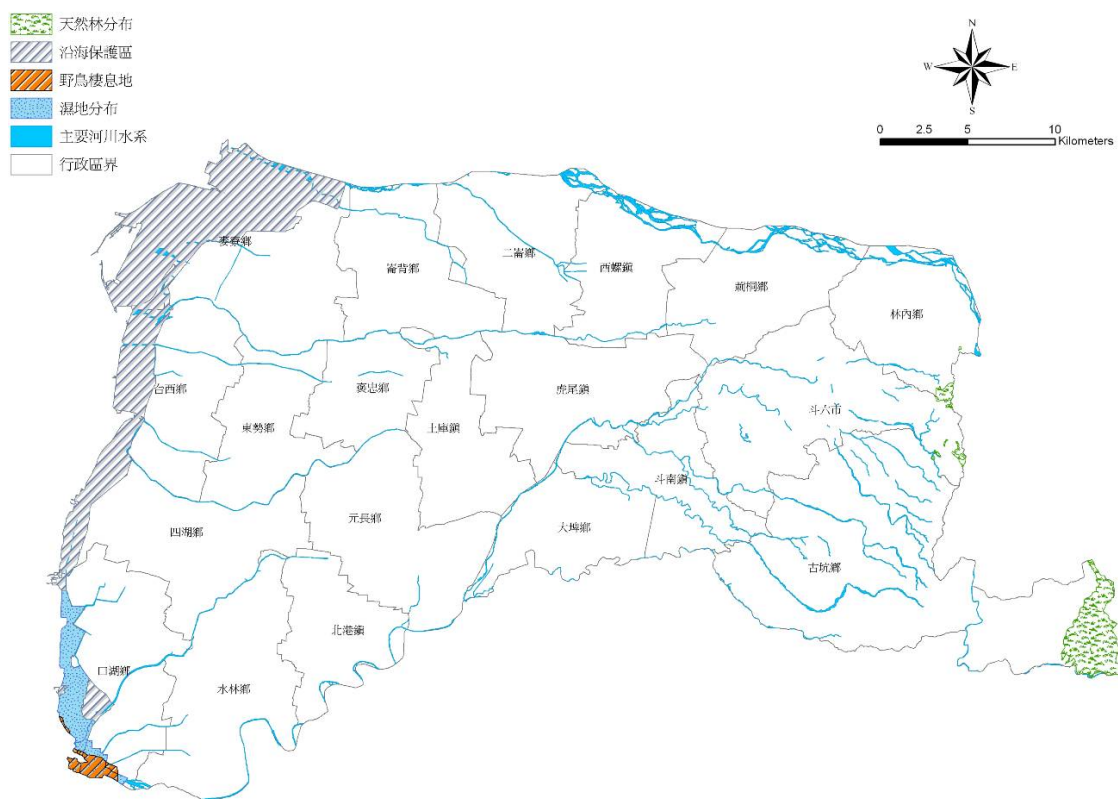 天然林分布
沿海保護區
野鳥棲息地
濕地分布
主要河川水系
行政區界
N
W E
S
0 2.5 5 10
Kilometers
麥寮鄉
崙背鄉
二崙鄉
西螺鎮
莿桐鄉
林內鄉
台西鄉
東勢鄉
褒忠鄉
土庫鎮
虎尾鎮
斗六市
四湖鄉
元長鄉
大埤鄉
斗南鎮
古坑鄉
口湖鄉
水林鄉
北港鎮